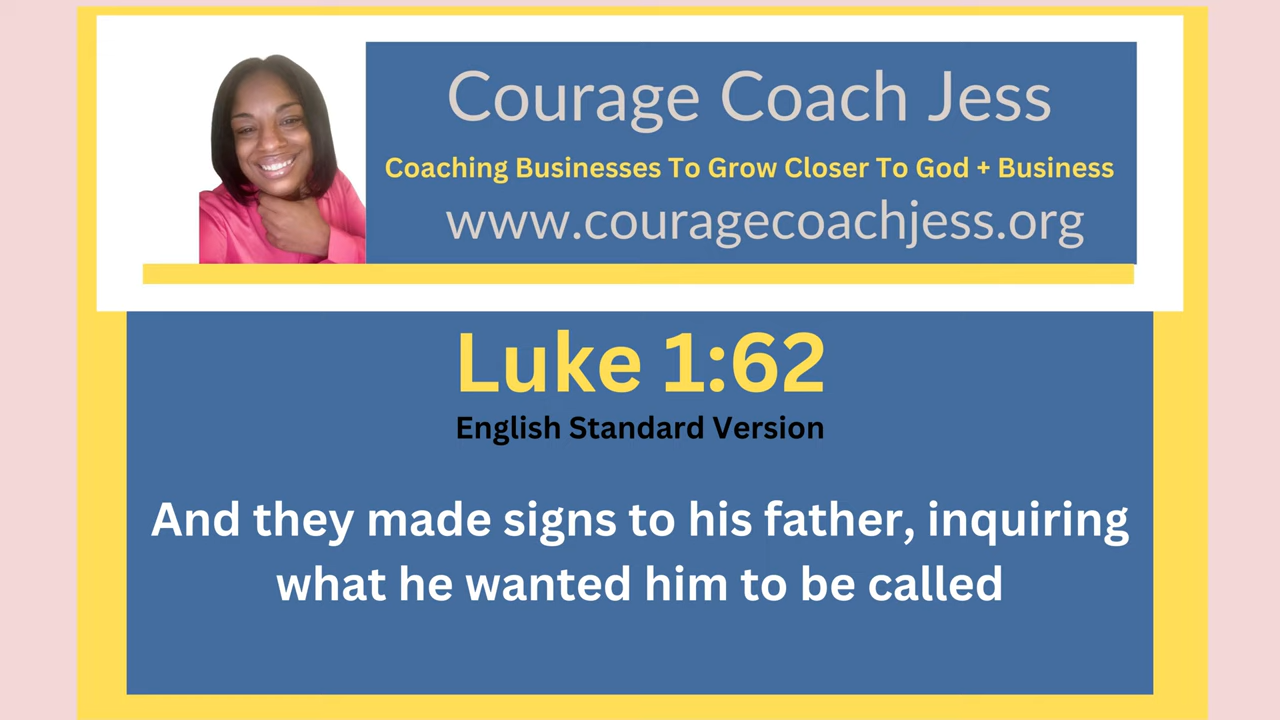 Courage Coach Jess
Coaching Businesses To Grow Closer To God + Business
www.couragecoachjess.org
Luke 1:62
English Standard Version
And they made signs to his father, inquiring
what he wanted him to be called